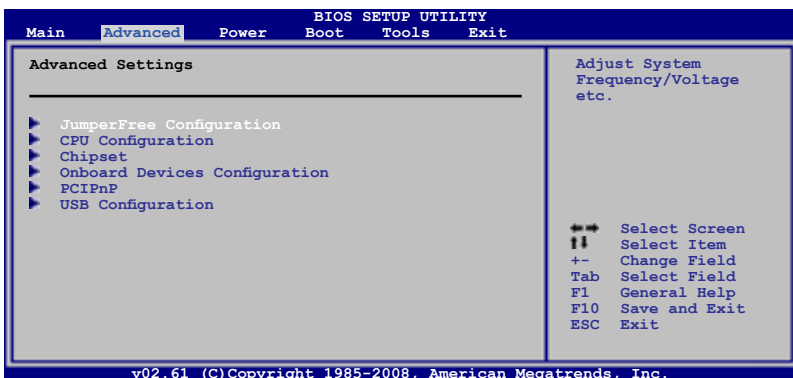 BIOS SETUP UTILITY
Main Advanced Power Boot Tools Exit
Advanced Settings
JumperFree Configuration
CPU Configuration
Chipset
Onboard Devices Configuration
PCIPnP
USB Configuration
Adjust System
Frequency/Voltage
etc.
←→ Select Screen
↑↓ Select Item
+- Change Field
Tab Select Field
F1 General Help
F10 Save and Exit
ESC Exit
v02.61 (C)Copyright 1985-2008, American Megatrends, Inc.